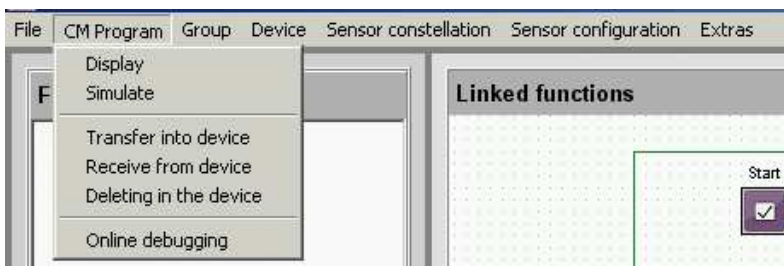 File CM Program Group Device Sensor constellation Sensor configuration Extras
Display
Simulate
Transfer into device
Receive from device
Deleting in the device
Online debugging
F
Linked functions
Start